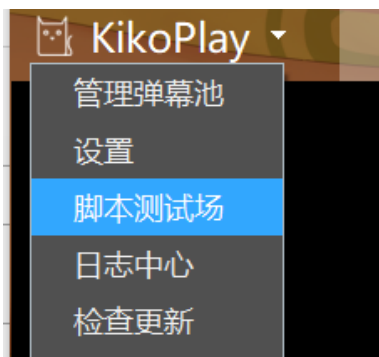 KikoPlay
管理弹幕池
设置
脚本测试场
日志中心
检查更新